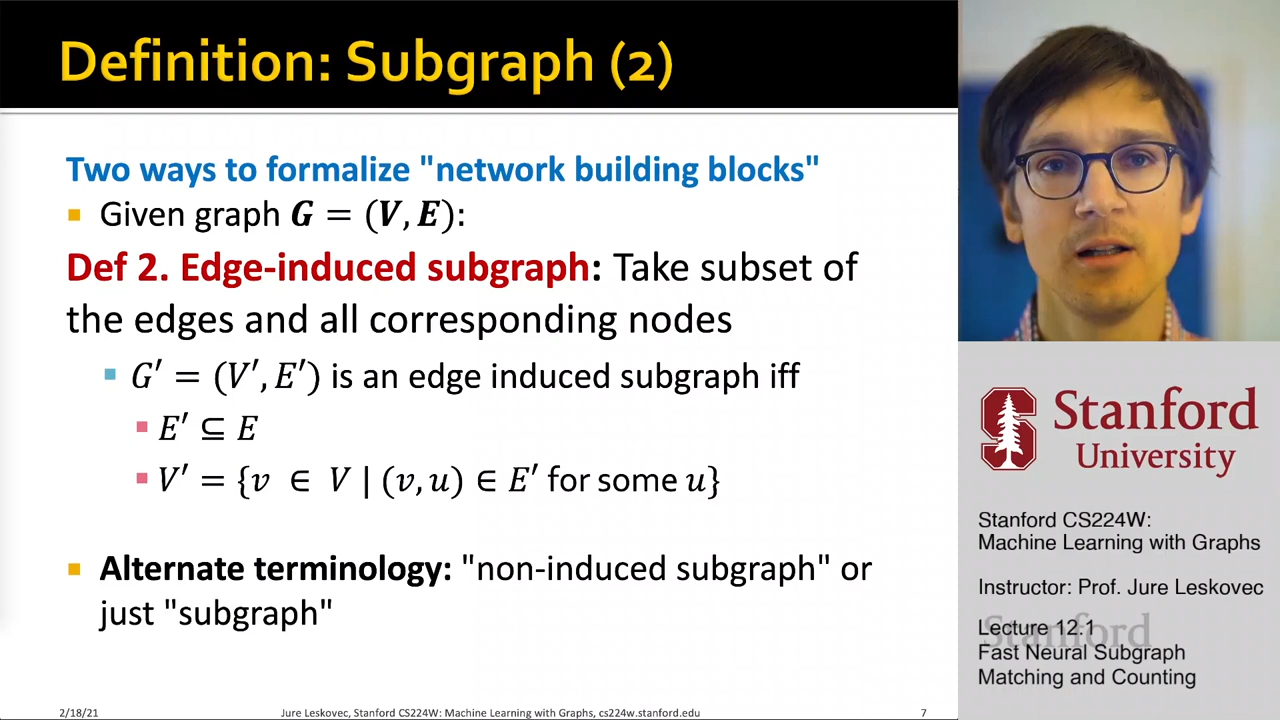 Definition: Subgraph (2)
Two ways to formalize "network building blocks"
▪ Given graph G = (V, E):
Def 2. Edge-induced subgraph: Take subset of
the edges and all corresponding nodes
▪ G′ = (V′, E′) is an edge induced subgraph iff
▪ E′ ⊆ E
▪ V′ = {v ∈ V | (v, u) ∈ E′ for some u}
▪ Alternate terminology: "non-induced subgraph" or
just "subgraph"
2/18/21
Jure Leskovec, Stanford CS224W: Machine Learning with Graphs, cs224w.stanford.edu
7
Stanford
University
Stanford CS224W:
Machine Learning with Graphs
Instructor: Prof. Jure Leskovec
Stanford
Lecture 12.1
Fast Neural Subgraph
Matching and Counting